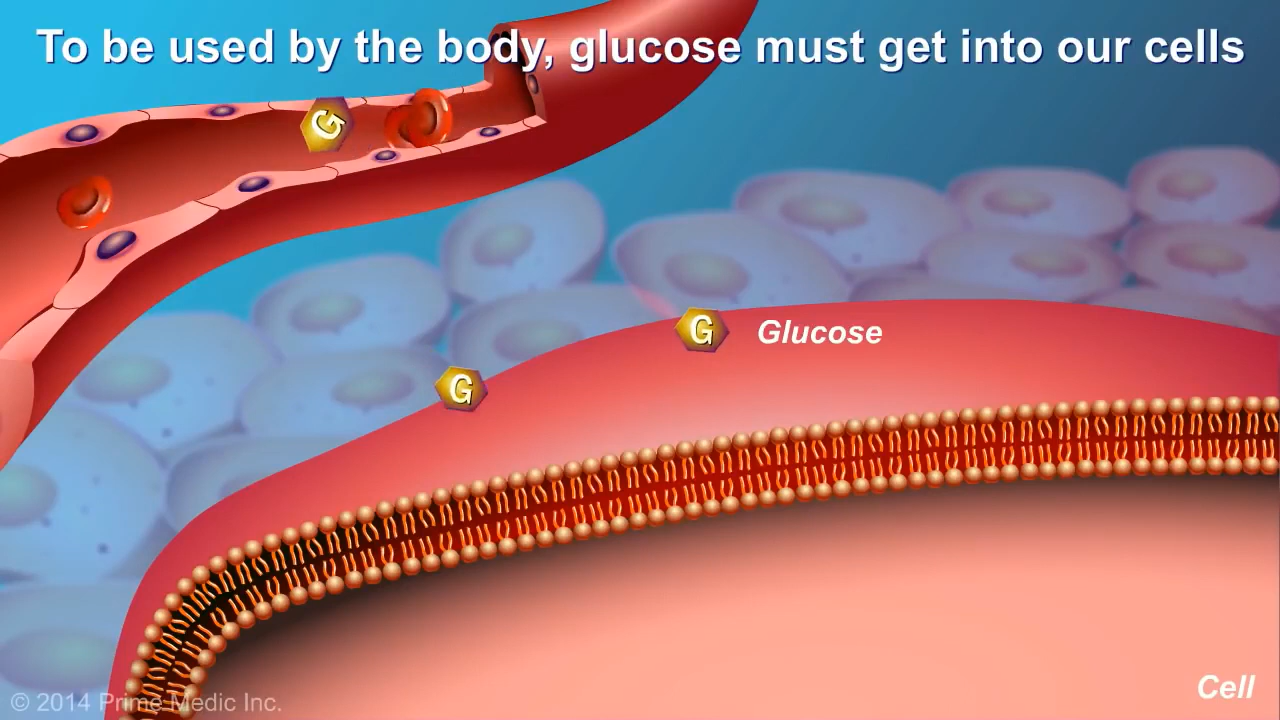 To be used by the body, glucose must get into our cells
G
G
Glucose
G
Cell
© 2014 Prime Medic Inc.